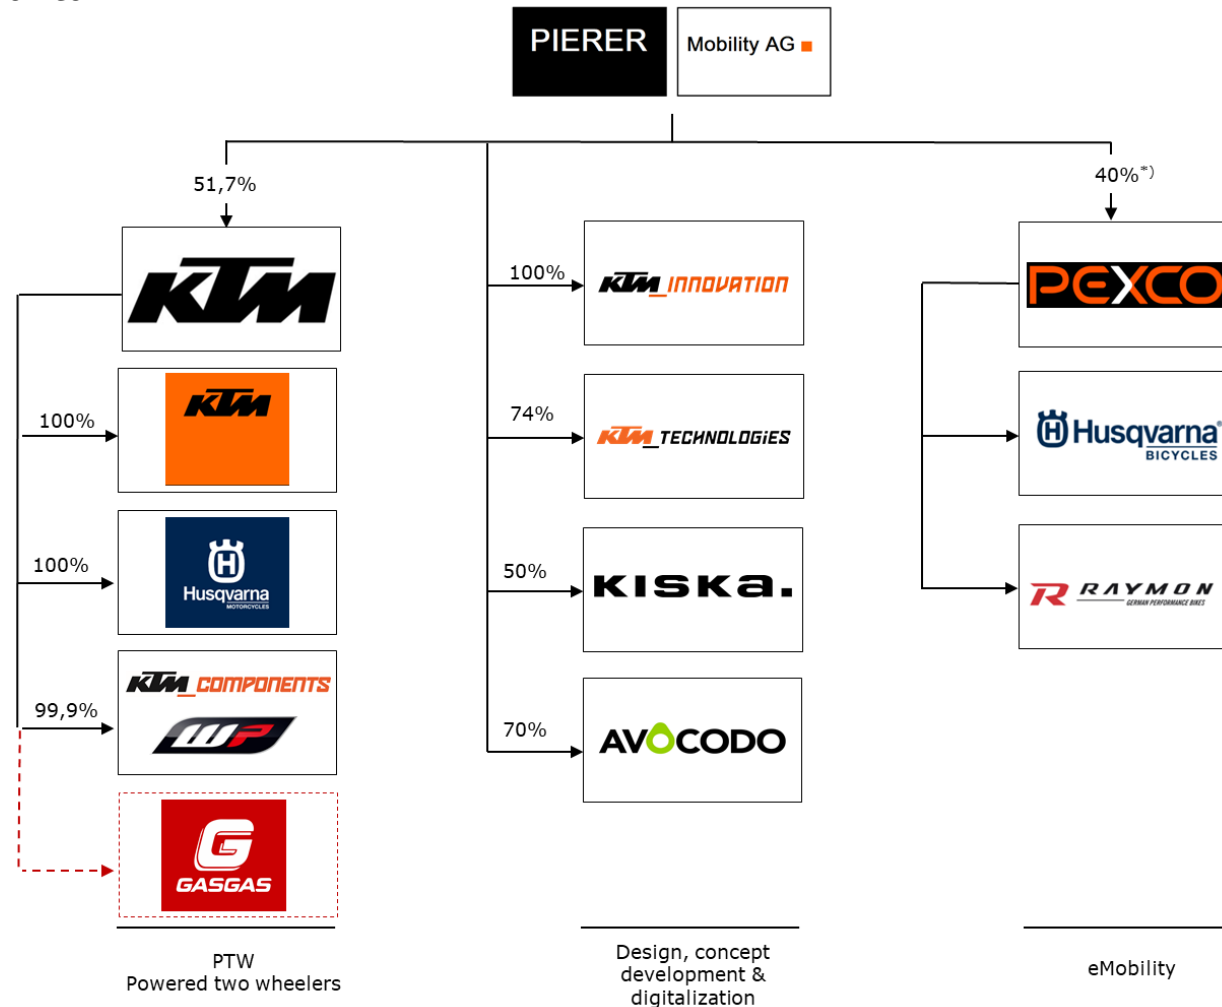 PIERER
Mobility AG
51,7%
40%*)
KTM
100%
KTM_INNOVATION
PEXCO
100%
KTM
74%
KTM_TECHNOLOGiES
Husqvarna®
BICYCLES
100%
Husqvarna
MOTORCYCLES
50%
KISKa.
R RAYMON
GERMAN PERFORMANCE BIKES
99,9%
KTM_COMPONENTS
WP
70%
AVOCODO
G
GASGAS
PTW
Powered two wheelers
Design, concept
development &
digitalization
eMobility